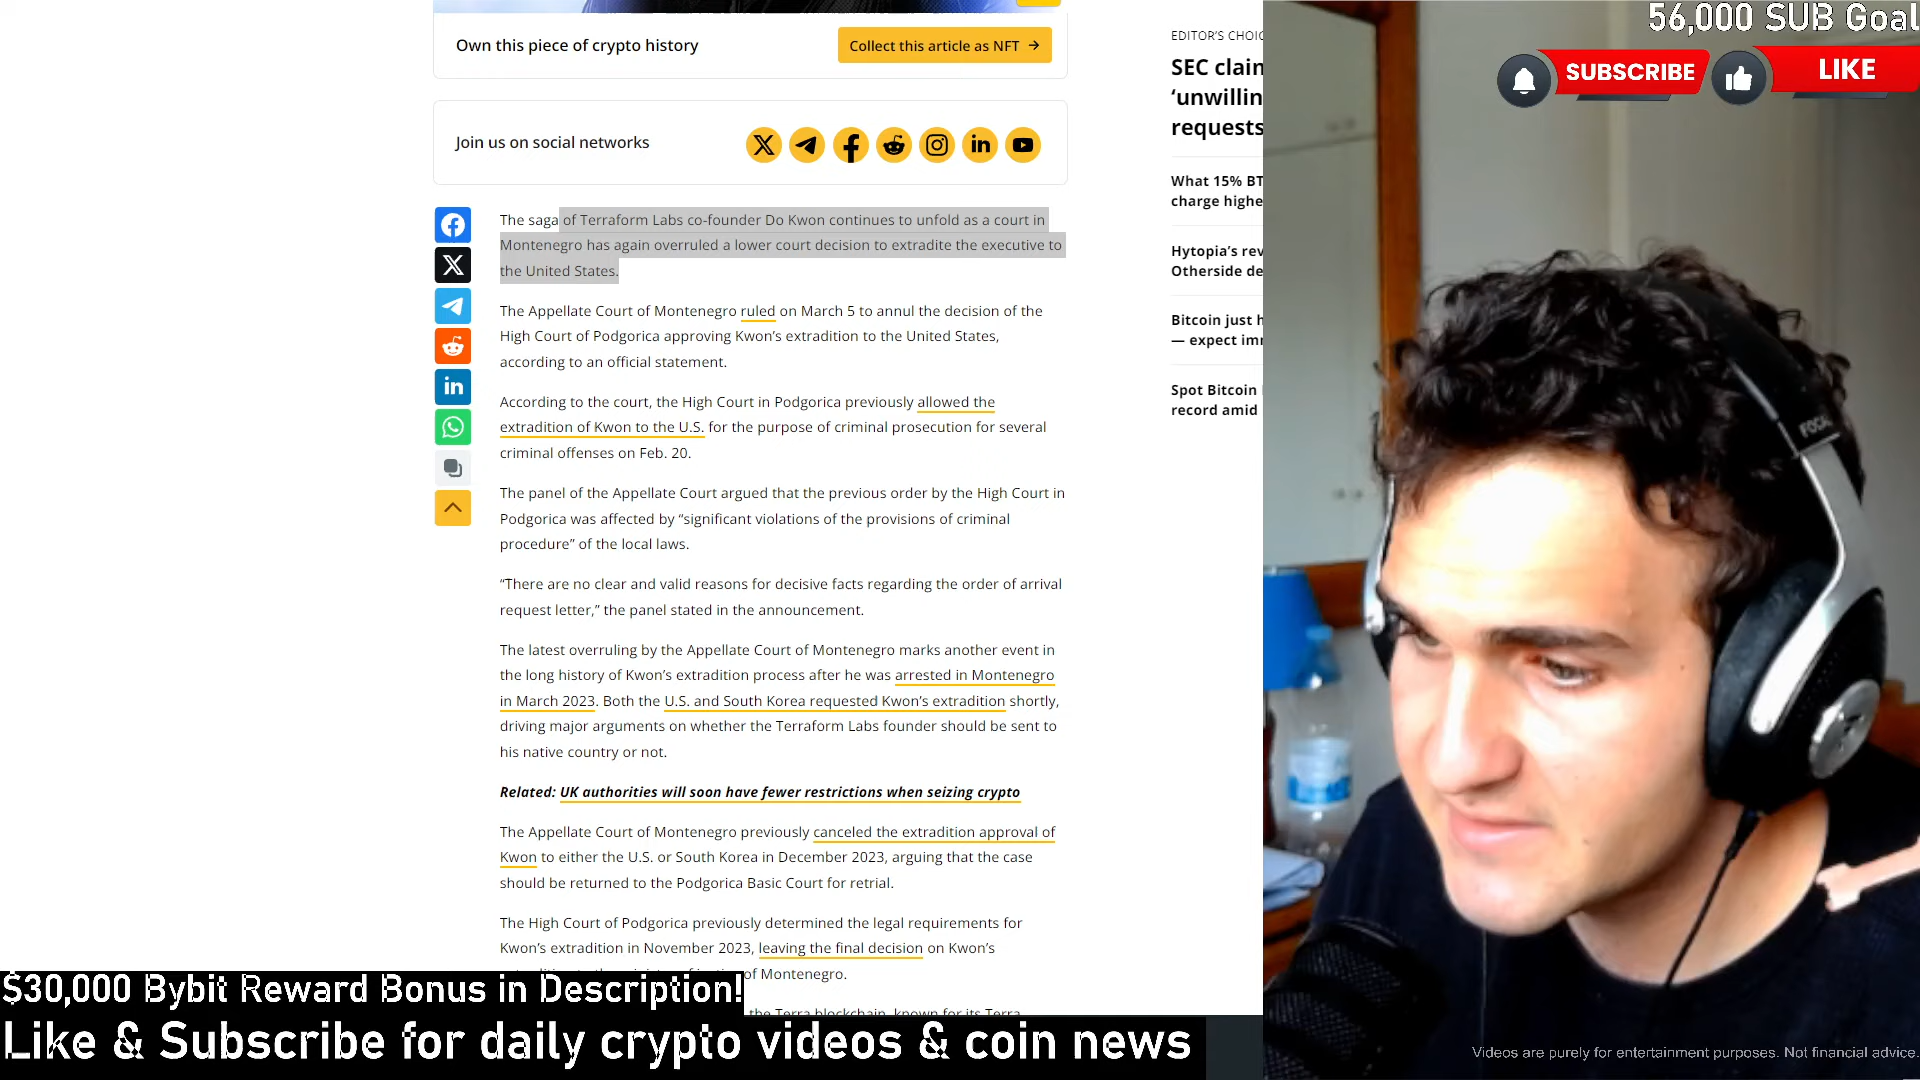 Own this piece of crypto history
Collect this article as NFT →
Join us on social networks
The saga of Terraform Labs co-founder Do Kwon continues to unfold as a court in
Montenegro has again overruled a lower court decision to extradite the executive to
the United States.
The Appellate Court of Montenegro ruled on March 5 to annul the decision of the
High Court of Podgorica approving Kwon’s extradition to the United States,
according to an official statement.
According to the court, the High Court in Podgorica previously allowed the
extradition of Kwon to the U.S. for the purpose of criminal prosecution for several
criminal offenses on Feb. 20.
The panel of the Appellate Court argued that the previous order by the High Court in
Podgorica was affected by “significant violations of the provisions of criminal
procedure” of the local laws.
“There are no clear and valid reasons for decisive facts regarding the order of arrival
request letter,” the panel stated in the announcement.
The latest overruling by the Appellate Court of Montenegro marks another event in
the long history of Kwon’s extradition process after he was arrested in Montenegro
in March 2023. Both the U.S. and South Korea requested Kwon’s extradition shortly,
driving major arguments on whether the Terraform Labs founder should be sent to
his native country or not.
Related: UK authorities will soon have fewer restrictions when seizing crypto
The Appellate Court of Montenegro previously canceled the extradition approval of
Kwon to either the U.S. or South Korea in December 2023, arguing that the case
should be returned to the Podgorica Basic Court for retrial.
The High Court of Podgorica previously determined the legal requirements for
Kwon’s extradition in November 2023, leaving the final decision on Kwon’s
of Montenegro.
the Terra blockchain, known for its Terra
EDITOR’S CHOIC
SEC claim
‘unwillin
requests
What 15% BT
charge highe
Hytopia’s rev
Otherside de
Bitcoin just h
— expect imm
Spot Bitcoin
record amid
56,000 SUB Goal
SUBSCRIBE
LIKE
FOCAL
$30,000 Bybit Reward Bonus in Description!
Like & Subscribe for daily crypto videos & coin news
Videos are purely for entertainment purposes. Not financial advice.